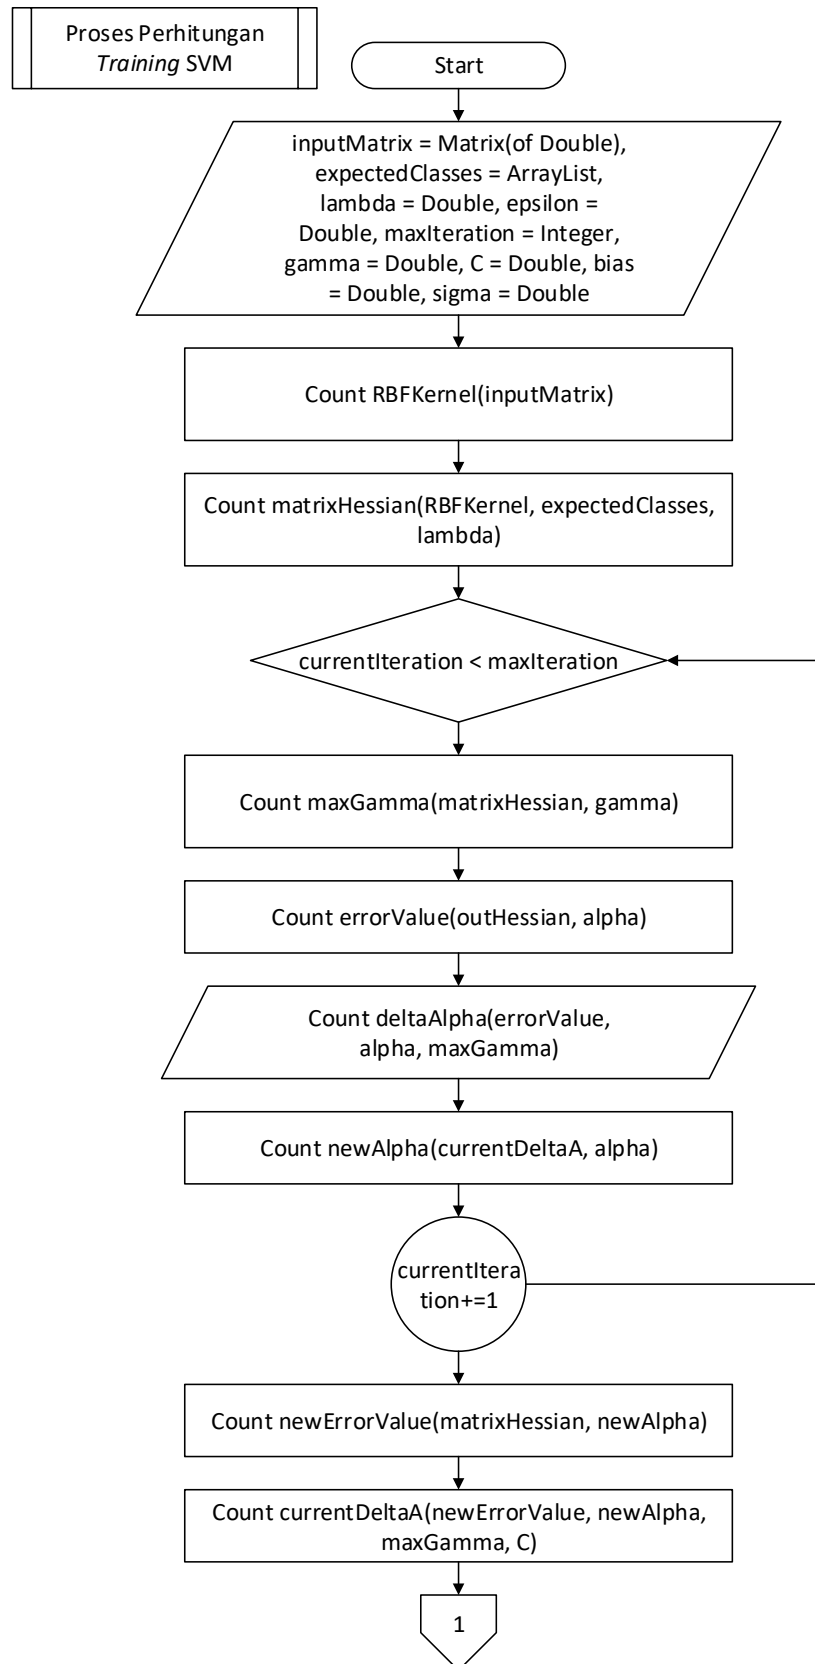 Proses Perhitungan
Training SVM
Start
inputMatrix = Matrix(of Double),
expectedClasses = ArrayList,
lambda = Double, epsilon =
Double, maxIteration = Integer,
gamma = Double, C = Double, bias
= Double, sigma = Double
Count RBFKernel(inputMatrix)
Count matrixHessian(RBFKernel, expectedClasses,
lambda)
currentIteration < maxIteration
Count maxGamma(matrixHessian, gamma)
Count errorValue(outHessian, alpha)
Count deltaAlpha(errorValue,
alpha, maxGamma)
Count newAlpha(currentDeltaA, alpha)
currentItera
tion+=1
Count newErrorValue(matrixHessian, newAlpha)
Count currentDeltaA(newErrorValue, newAlpha,
maxGamma, C)
1